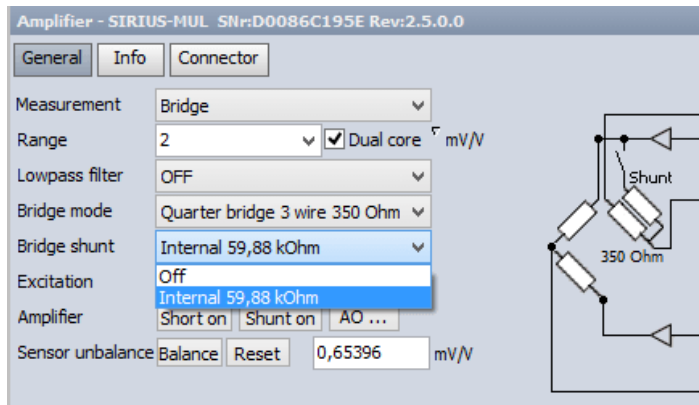 Amplifier - SIRIUS-MUL SNr:D0086C195E Rev:2.5.0.0
General Info Connector
Measurement Bridge
Range 2 Dual core mV/V
Lowpass filter OFF
Bridge mode Quarter bridge 3 wire 350 Ohm
Bridge shunt Internal 59,88 kOhm
Excitation Off
Internal 59,88 kOhm
Amplifier Short on Shunt on AO ...
Sensor unbalance Balance Reset 0,65396 mV/V
Shunt
350 Ohm